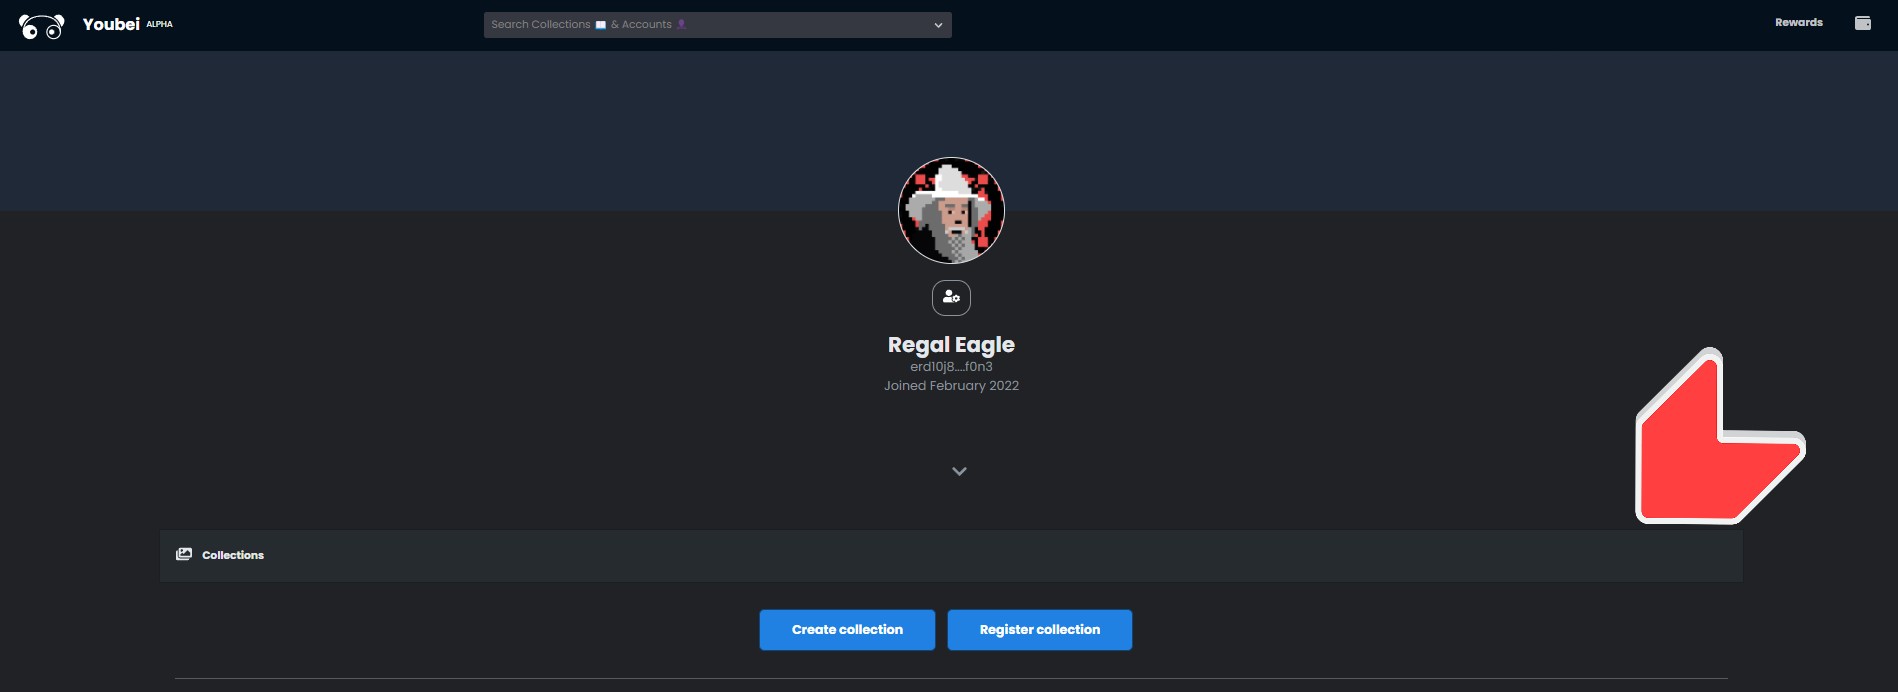 Youbei ALPHA
Search Collections 📖 & Accounts 👤
Rewards
Regal Eagle
erd10j8....f0n3
Joined February 2022
Collections
Create collection
Register collection